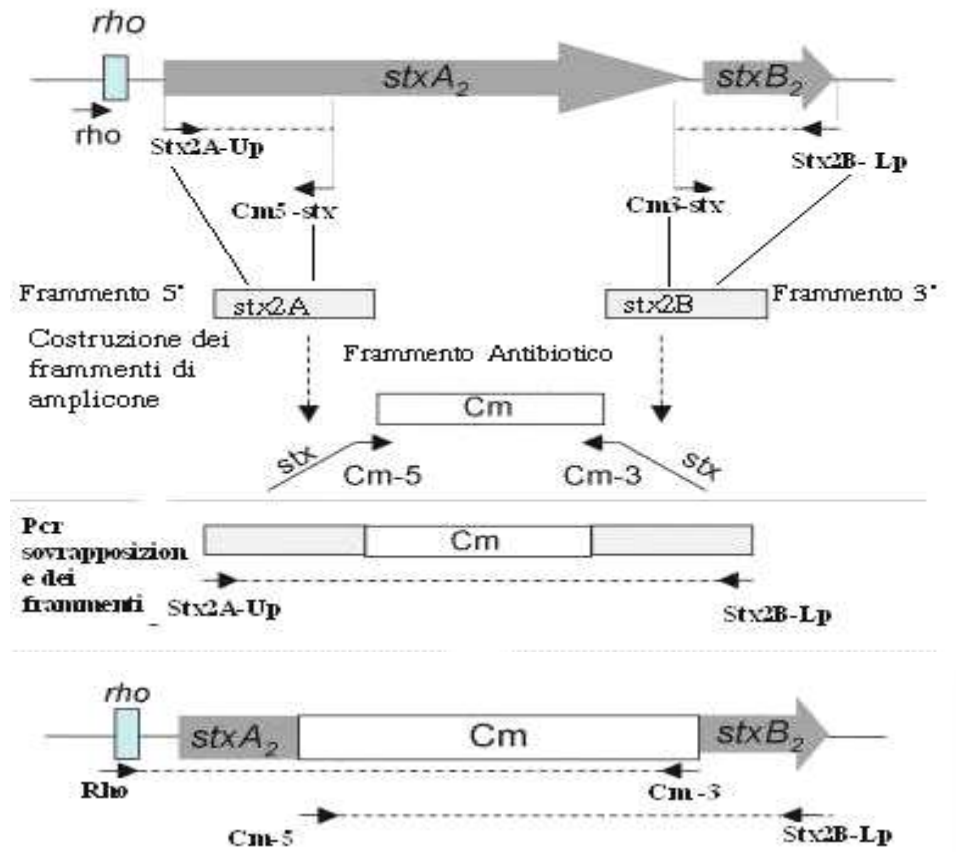 rho
stxA2
stxB2
rho
Stx2A-Up
Stx2B- Lp
Cm5 -stx
Cm3-stx
Frammento 5'
stx2A
stx2B
Frammento 3'
Costruzione dei
frammenti di
amplicone
Frammento Antibiotico
Cm
stx
Cm-5
Cm-3
stx
Pcr
sovrapposizion
e dei
frammenti
Cm
Stx2A-Up
Stx2B-Lp
rho
stxA2
Cm
stxB2
Rho
Cm -3
Cm-5
Stx2B-Lp